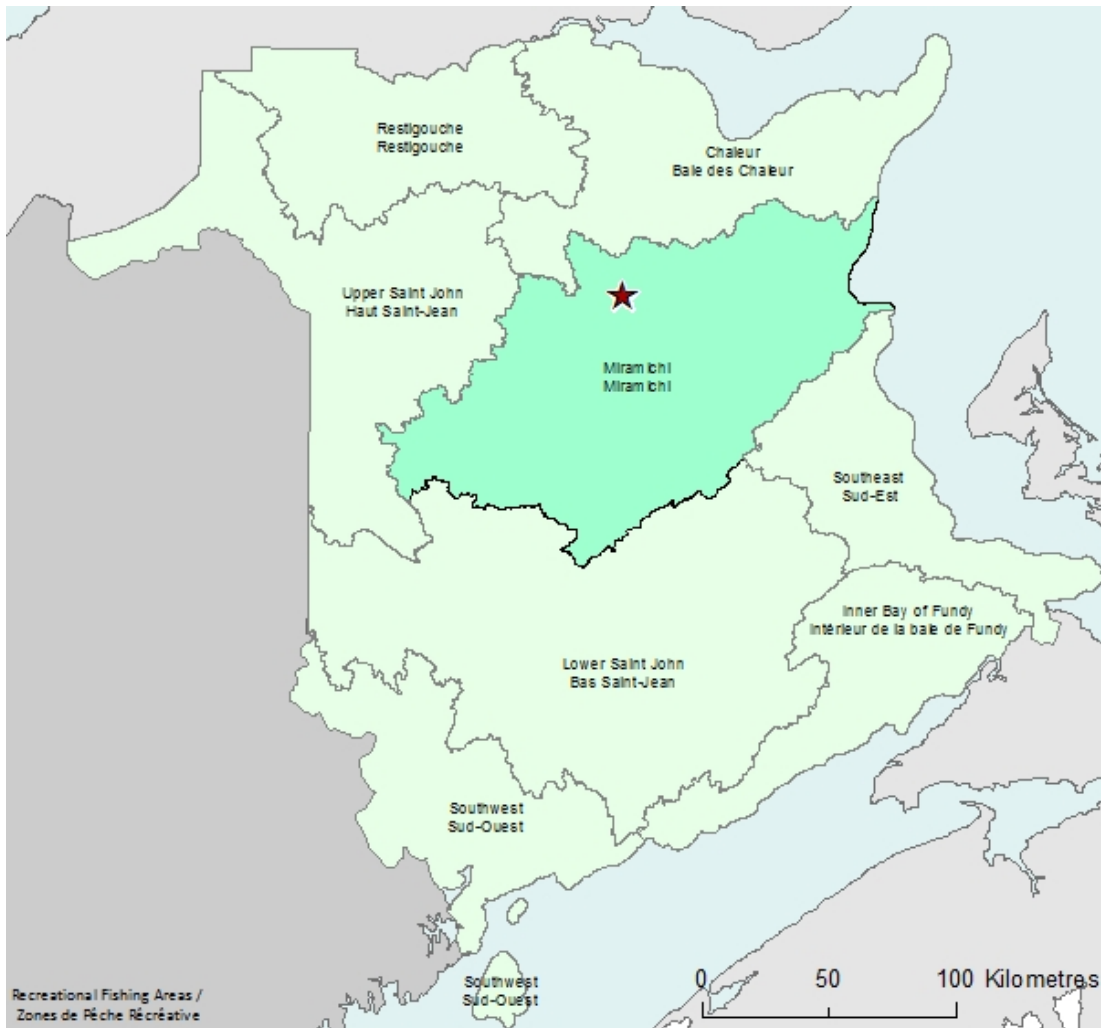 Restigouche
Restigouche
Chaleur
Baie des Chaleur
Upper Saint John
Haut Saint-Jean
Miramichi
Miramichi
Southeast
Sud-Est
Inner Bay of Fundy
Intérieur de la baie de Fundy
Lower Saint John
Bas Saint-Jean
Southwest
Sud-Ouest
Southwest
Sud-Ouest
0 50 100 Kilometres
Recreational Fishing Areas /
Zones de Pêche Récréative